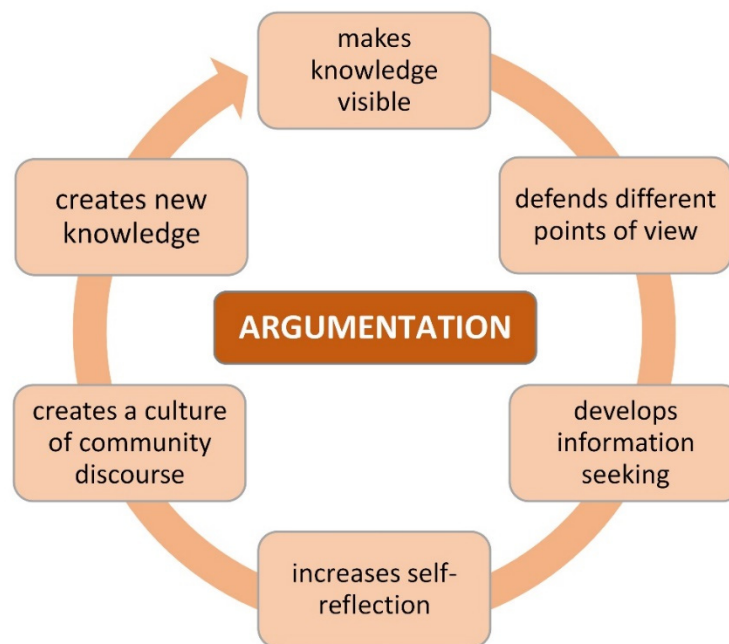 makes
knowledge
visible
defends different
points of view
develops
information
seeking
increases self-
reflection
creates a culture
of community
discourse
creates new
knowledge
ARGUMENTATION